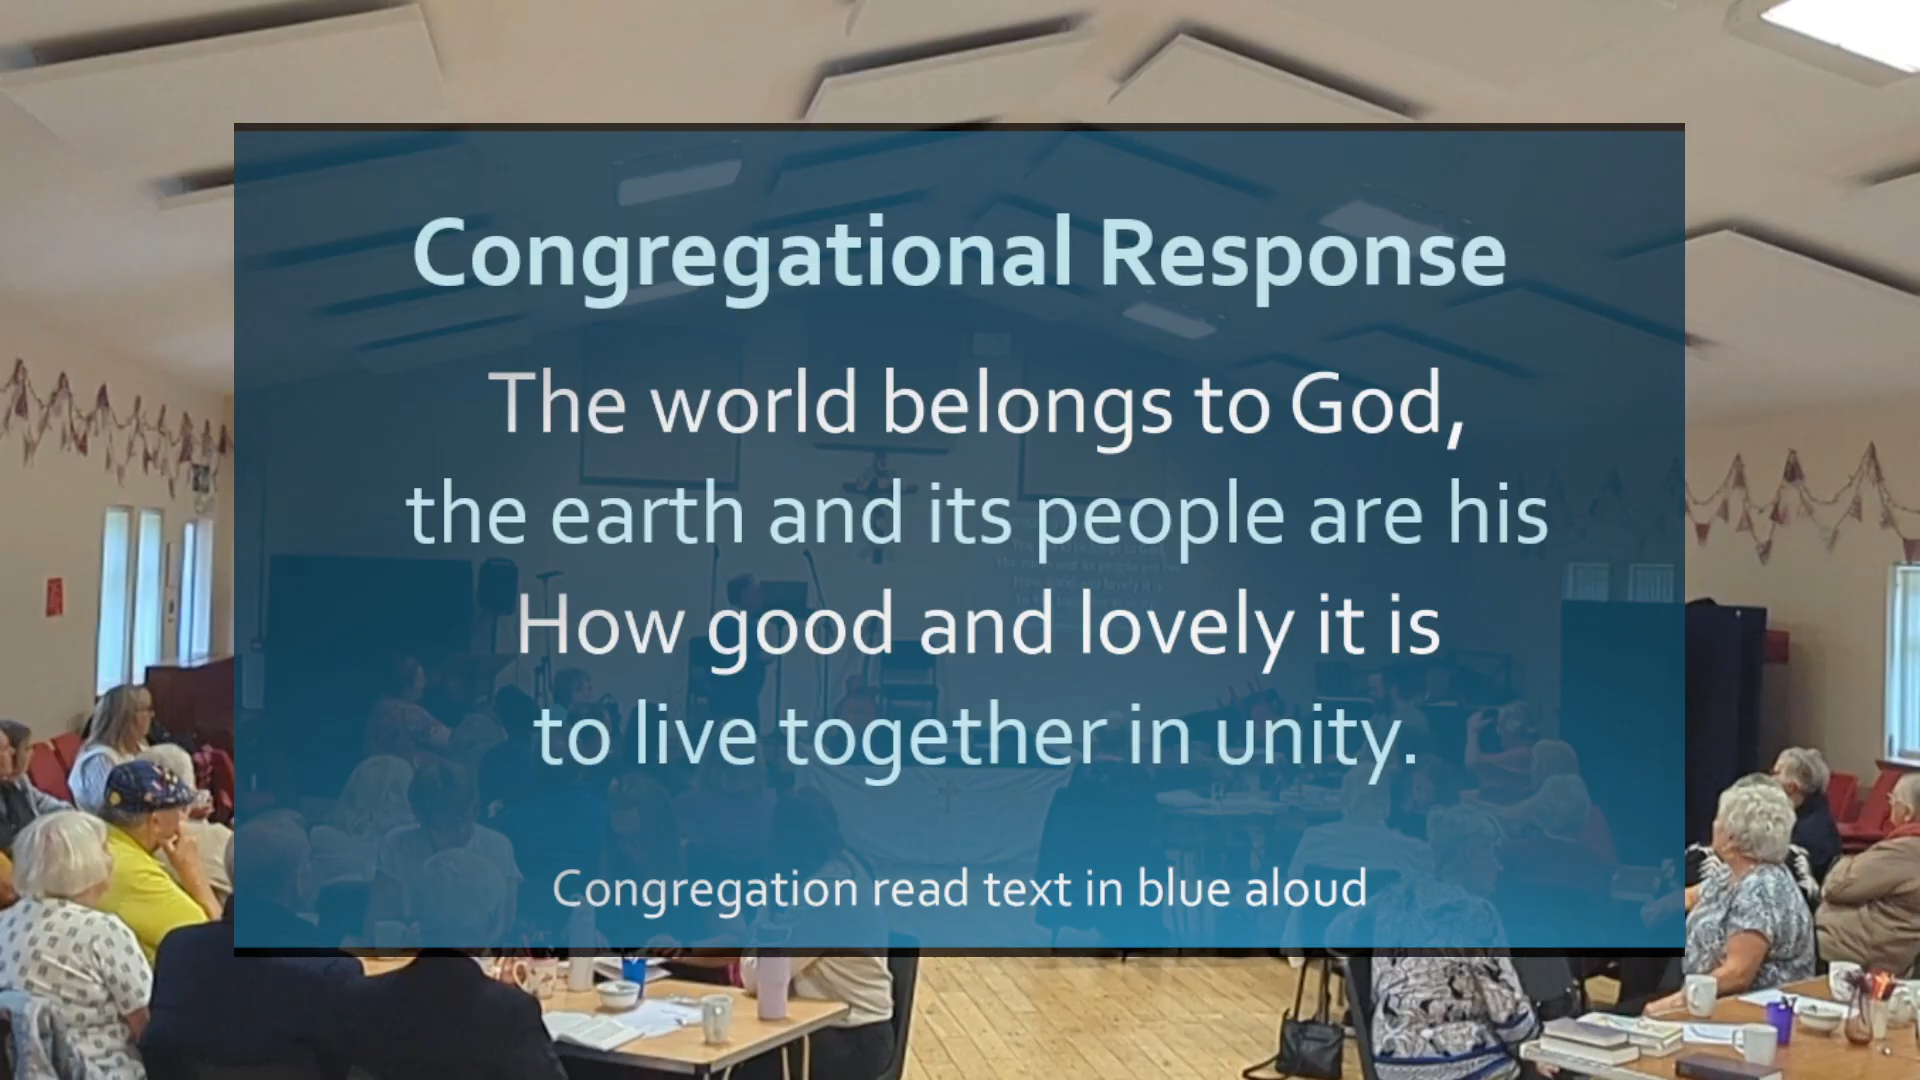 Congregational Response
The world belongs to God,
the earth and its people are his
How good and lovely it is
to live together in unity.
Congregation read text in blue aloud